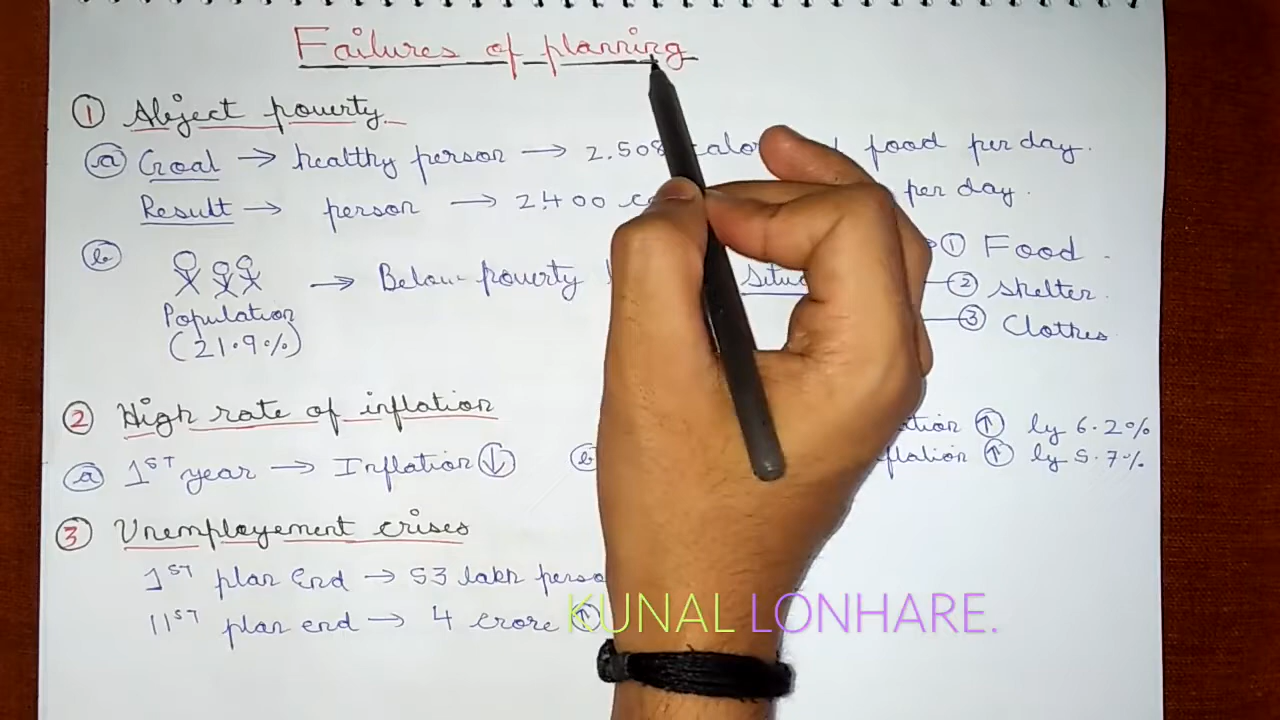 Failures of planning
① Abject poverty
ⓐ Goal → healthy person → 2.508 food per day.
Result → person → 2,400 per day.
ⓑ Population (21.9%) → Below poverty
① Food
② Shelter
③ Clothes
② High rate of inflation
ⓐ 1ST year → Inflation ↓ ⓑ
↑ by 6.2%
↑ by 5.7%
③ Unemployement crises
1ST plan End → 53 lakh
11ST plan end → 4 crore ↑
KUNAL LONHARE.